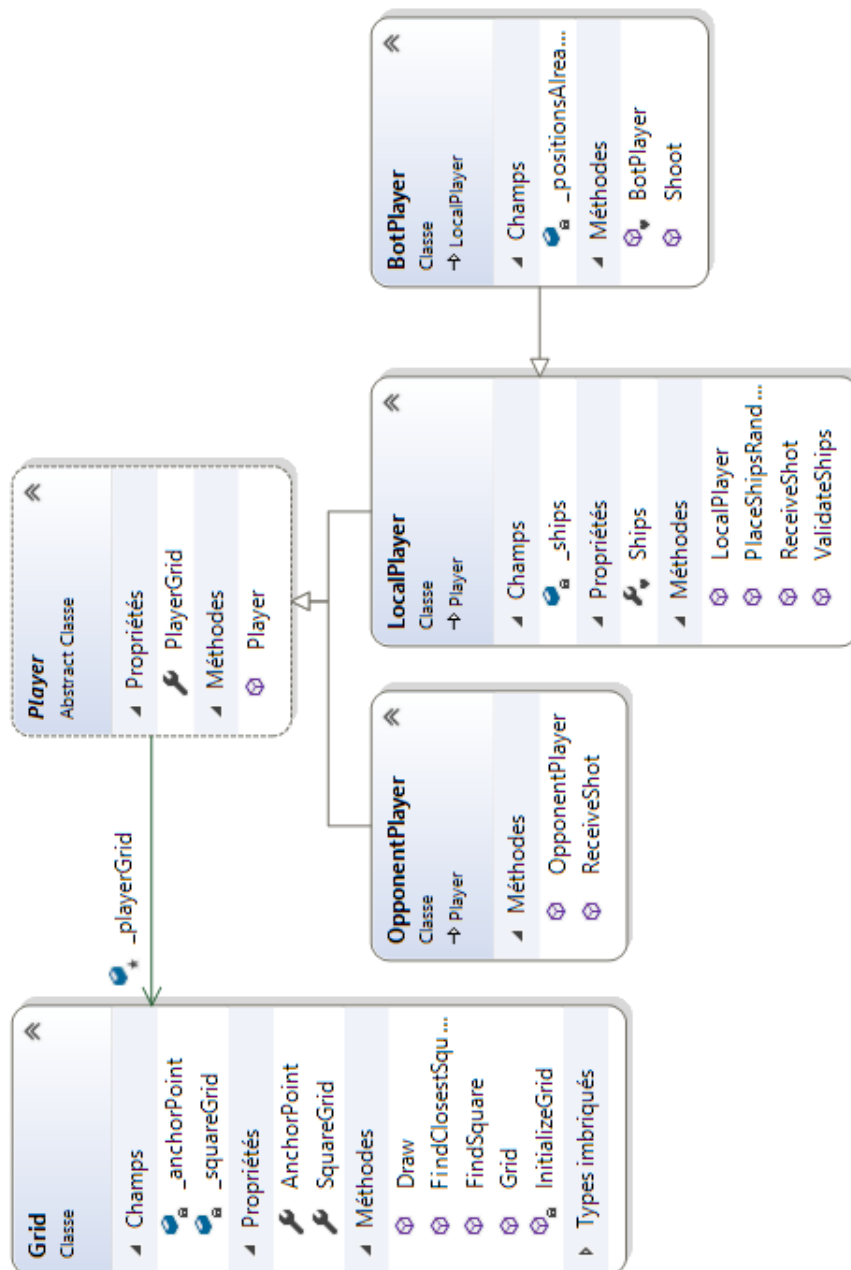 Grid
Classe
Champs
_anchorPoint
_squareGrid
Propriétés
AnchorPoint
SquareGrid
Méthodes
Draw
FindClosestSqu ...
FindSquare
Grid
InitializeGrid
Types imbriqués
_playerGrid
Player
Abstract Classe
Propriétés
PlayerGrid
Méthodes
Player
OpponentPlayer
Classe
Player
Méthodes
OpponentPlayer
ReceiveShot
LocalPlayer
Classe
Player
Champs
_ships
Propriétés
Ships
Méthodes
LocalPlayer
PlaceShipsRand ...
ReceiveShot
ValidateShips
BotPlayer
Classe
LocalPlayer
Champs
_positionsAlrea...
Méthodes
BotPlayer
Shoot